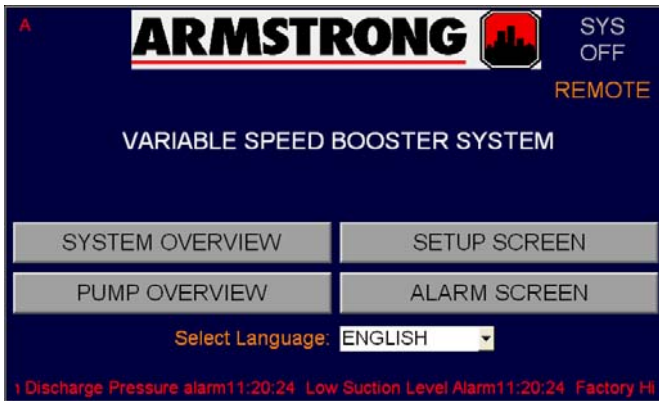 A
ARMSTRONG
SYS
OFF
REMOTE
VARIABLE SPEED BOOSTER SYSTEM
SYSTEM OVERVIEW
SETUP SCREEN
PUMP OVERVIEW
ALARM SCREEN
Select Language: ENGLISH
Discharge Pressure alarm11:20:24 Low Suction Level Alarm11:20:24 Factory Hi